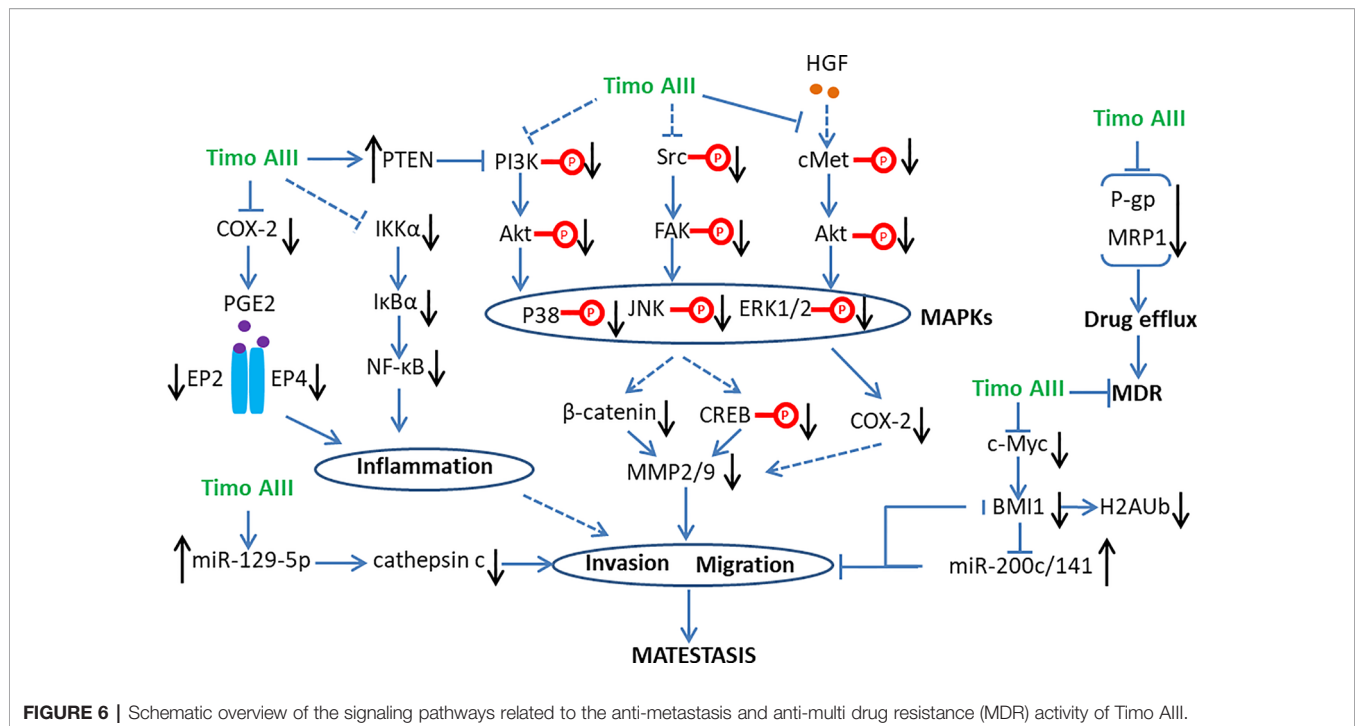 HGF
Timo AIII
Timo AIII
Timo AIII
PTEN
PI3K
P
Src
P
cMet
P
P-gp
MRP1
COX-2
IKKα
Akt
P
FAK
P
Akt
P
PGE2
IκBα
P38
P
JNK
P
ERK1/2
P
MAPKs
Drug efflux
EP2
EP4
NF-κB
Timo AIII
MDR
β-catenin
CREB
P
COX-2
c-Myc
Inflammation
MMP2/9
Timo AIII
BMI1
H2AUb
miR-129-5p
cathepsin c
Invasion
Migration
miR-200c/141
MATESTASIS
FIGURE 6 | Schematic overview of the signaling pathways related to the anti-metastasis and anti-multi drug resistance (MDR) activity of Timo AIII.